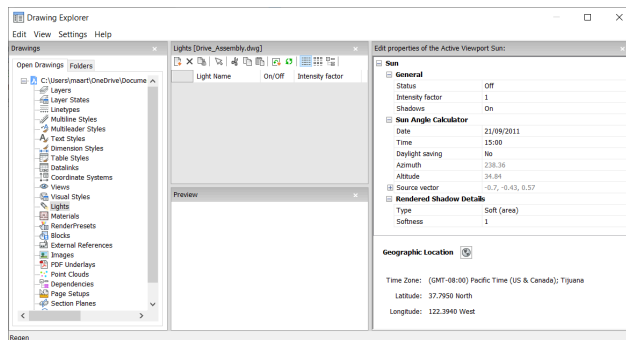 Drawing Explorer
Edit View Settings Help
Drawings
Open Drawings Folders
C:\Users\maart\OneDrive\Docume
Layers
Layer States
Linetypes
Multiline Styles
Multileader Styles
Text Styles
Dimension Styles
Table Styles
Datalinks
Coordinate Systems
Views
Visual Styles
Lights
Materials
RenderPresets
Blocks
External References
Images
PDF Underlays
Point Clouds
Dependencies
Page Setups
Section Planes
Lights [Drive_Assembly.dwg]
Light Name On/Off Intensity factor
Preview
Edit properties of the Active Viewport Sun:
Sun
General
Status Off
Intensity factor 1
Shadows On
Sun Angle Calculator
Date 21/09/2011
Time 15:00
Daylight saving No
Azimuth 238.36
Altitude 34.84
Source vector -0.7, -0.43, 0.57
Rendered Shadow Details
Type Soft (area)
Softness 1
Geographic Location
Time Zone: (GMT-08:00) Pacific Time (US & Canada); Tijuana
Latitude: 37.7950 North
Longitude: 122.3940 West
Regen